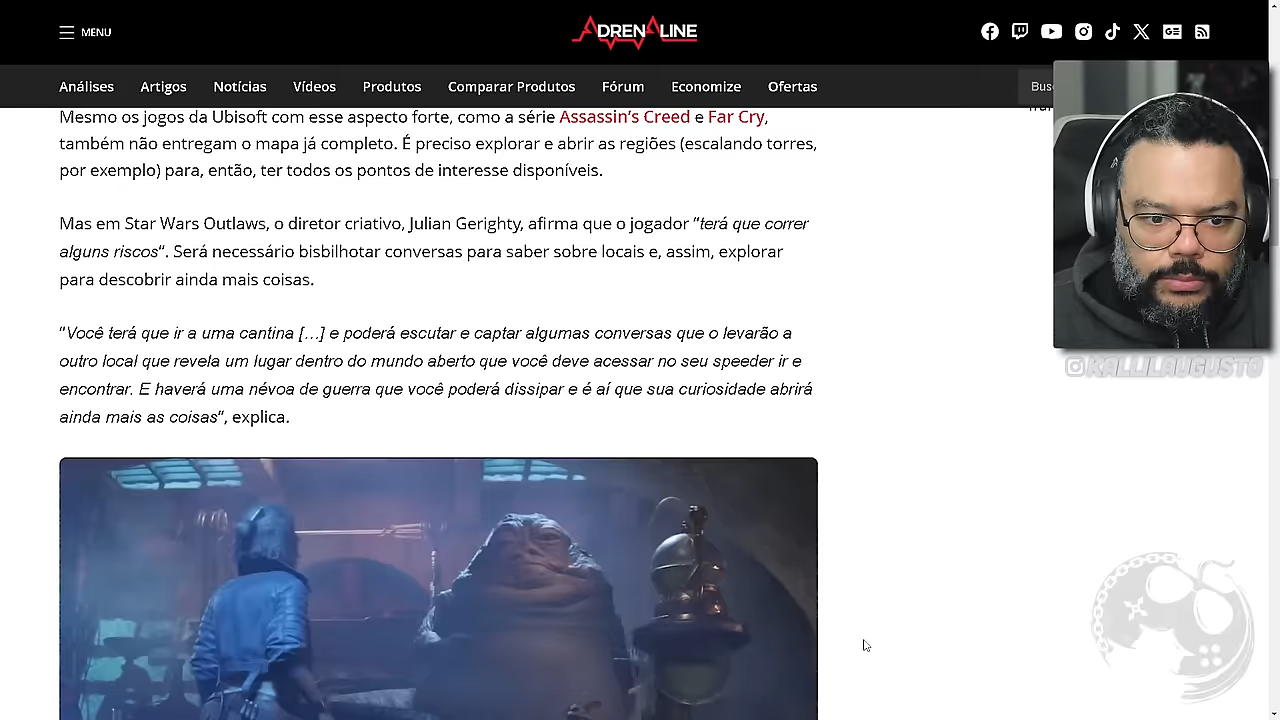 MENU
ADRENALINE
Análises Artigos Notícias Vídeos Produtos Comparar Produtos Fórum Economize Ofertas
Mesmo os jogos da Ubisoft com esse aspecto forte, como a série Assassin's Creed e Far Cry,
também não entregam o mapa já completo. É preciso explorar e abrir as regiões (escalando torres,
por exemplo) para, então, ter todos os pontos de interesse disponíveis.
Mas em Star Wars Outlaws, o diretor criativo, Julian Gerighty, afirma que o jogador "terá que correr
alguns riscos“. Será necessário bisbilhotar conversas para saber sobre locais e, assim, explorar
para descobrir ainda mais coisas.
"Você terá que ir a uma cantina [...] e poderá escutar e captar algumas conversas que o levarão a
outro local que revela um lugar dentro do mundo aberto que você deve acessar no seu speeder ir e
encontrar. E haverá uma névoa de guerra que você poderá dissipar e é aí que sua curiosidade abrirá
ainda mais as coisas“, explica.
KALLILAUGUSTO